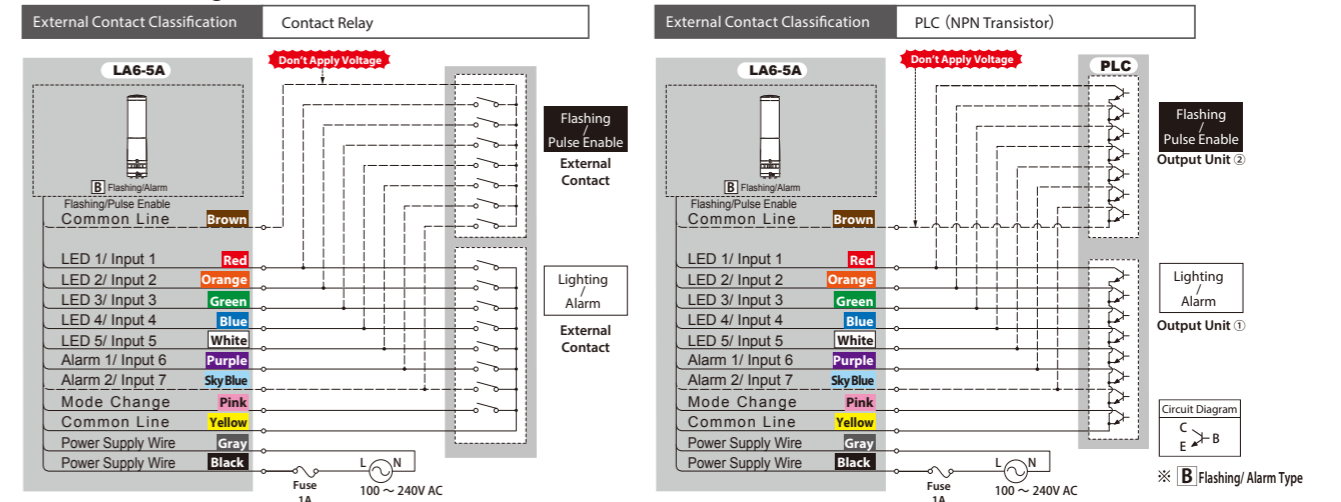 External Contact Classification
Contact Relay
Don't Apply Voltage
LA6-5A
B Flashing/Alarm
Flashing/Pulse Enable
Common Line Brown
LED 1/ Input 1 Red
LED 2/ Input 2 Orange
LED 3/ Input 3 Green
LED 4/ Input 4 Blue
LED 5/ Input 5 White
Alarm 1/ Input 6 Purple
Alarm 2/ Input 7 Sky Blue
Mode Change Pink
Common Line Yellow
Power Supply Wire Gray
Power Supply Wire Black
Fuse
1A
L N
100 ～ 240V AC
Flashing
/
Pulse Enable
External
Contact
Lighting
/
Alarm
External
Contact
External Contact Classification
PLC（NPN Transistor）
Don't Apply Voltage
LA6-5A
PLC
B Flashing/Alarm
Flashing/Pulse Enable
Common Line Brown
LED 1/ Input 1 Red
LED 2/ Input 2 Orange
LED 3/ Input 3 Green
LED 4/ Input 4 Blue
LED 5/ Input 5 White
Alarm 1/ Input 6 Purple
Alarm 2/ Input 7 Sky Blue
Mode Change Pink
Common Line Yellow
Power Supply Wire Gray
Power Supply Wire Black
Fuse
1A
L N
100 ～ 240V AC
Flashing
/
Pulse Enable
Output Unit ②
Lighting
/
Alarm
Output Unit ①
Circuit Diagram
C
B
E
※ B Flashing/ Alarm Type